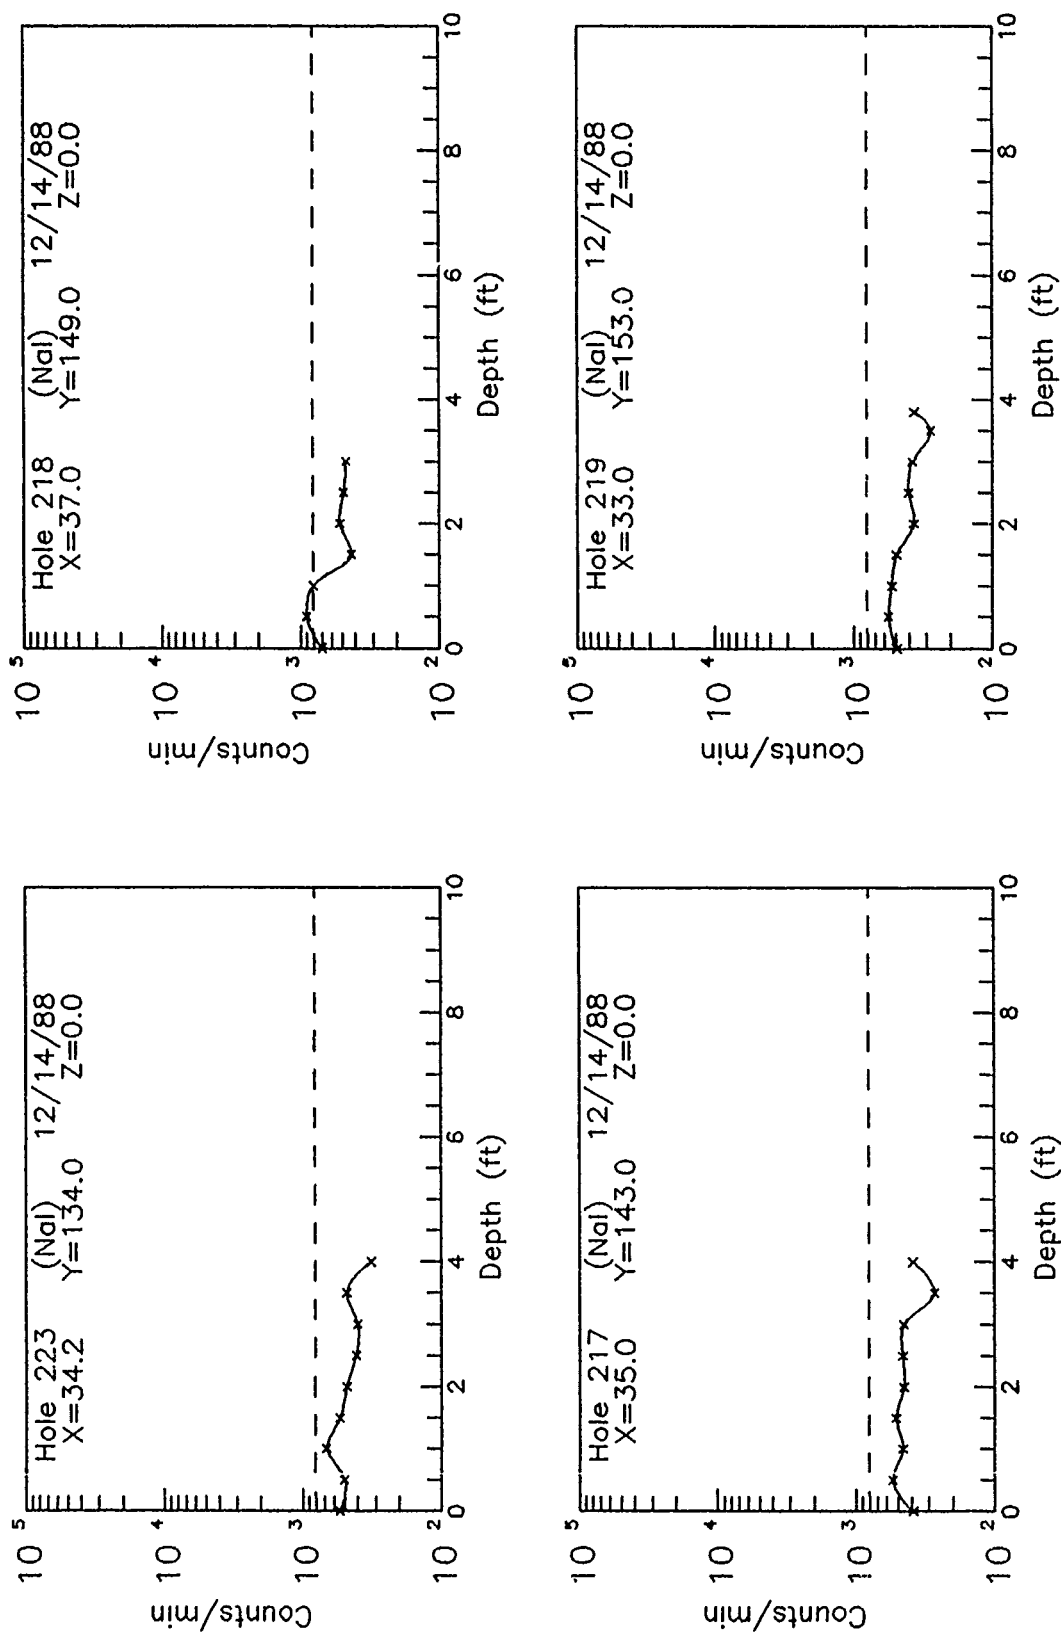 Hole 223 (NaI) 12/14/88
X=34.2 Y=134.0 Z=0.0
10^5
10^4
10^3
10^2
Counts/min
0 2 4 6 8 10
Depth (ft)
Hole 218 (NaI) 12/14/88
X=37.0 Y=149.0 Z=0.0
10^5
10^4
10^3
10^2
Counts/min
0 2 4 6 8 10
Depth (ft)
Hole 217 (NaI) 12/14/88
X=35.0 Y=143.0 Z=0.0
10^5
10^4
10^3
10^2
Counts/min
0 2 4 6 8 10
Depth (ft)
Hole 219 (NaI) 12/14/88
X=33.0 Y=153.0 Z=0.0
10^5
10^4
10^3
10^2
Counts/min
0 2 4 6 8 10
Depth (ft)